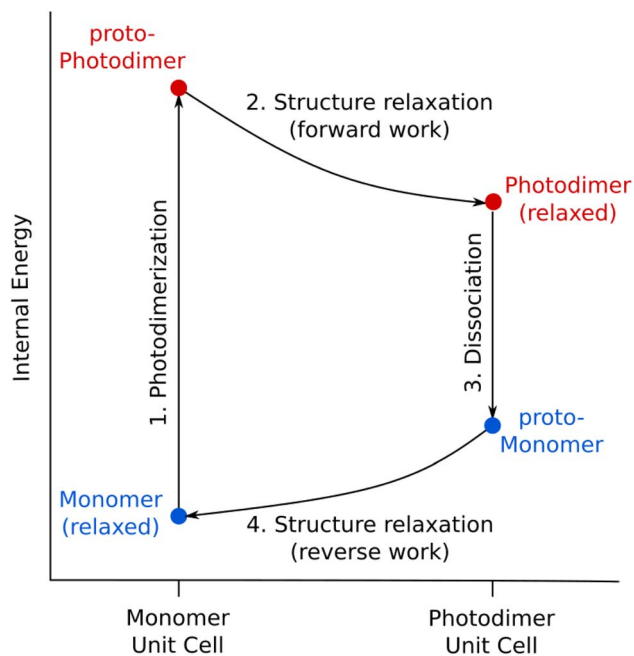 proto-
Photodimer
2. Structure relaxation
(forward work)
Photodimer
(relaxed)
Internal Energy
1. Photodimerization
3. Dissociation
proto-
Monomer
Monomer
(relaxed)
4. Structure relaxation
(reverse work)
Monomer
Unit Cell
Photodimer
Unit Cell